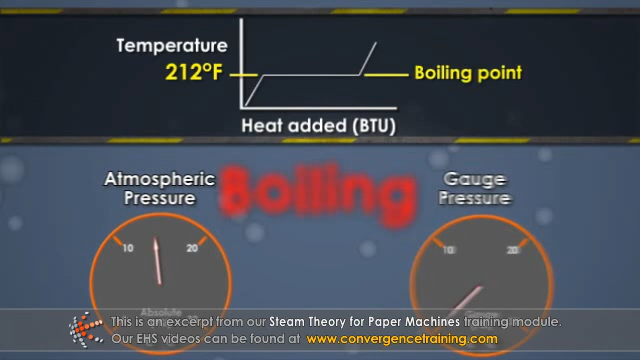 Temperature
212°F
Boiling point
Heat added (BTU)
Boiling
Atmospheric
Pressure
Gauge
Pressure
10
20
10
20
Absolute
Gauge
This is an excerpt from our Steam Theory for Paper Machines training module.
Our EHS videos can be found at www.convergencetraining.com